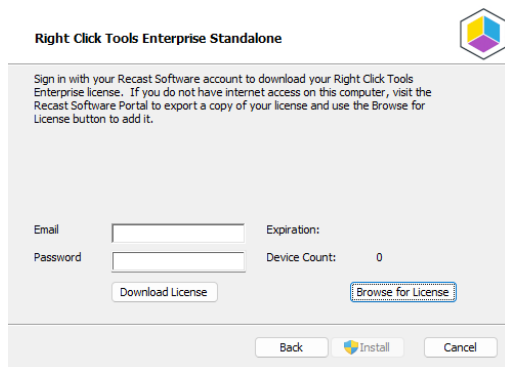 Right Click Tools Enterprise Standalone
Sign in with your Recast Software account to download your Right Click Tools
Enterprise license. If you do not have internet access on this computer, visit the
Recast Software Portal to export a copy of your license and use the Browse for
License button to add it.
Email
Expiration:
Password
Device Count: 0
Download License
Browse for License
Back
Install
Cancel